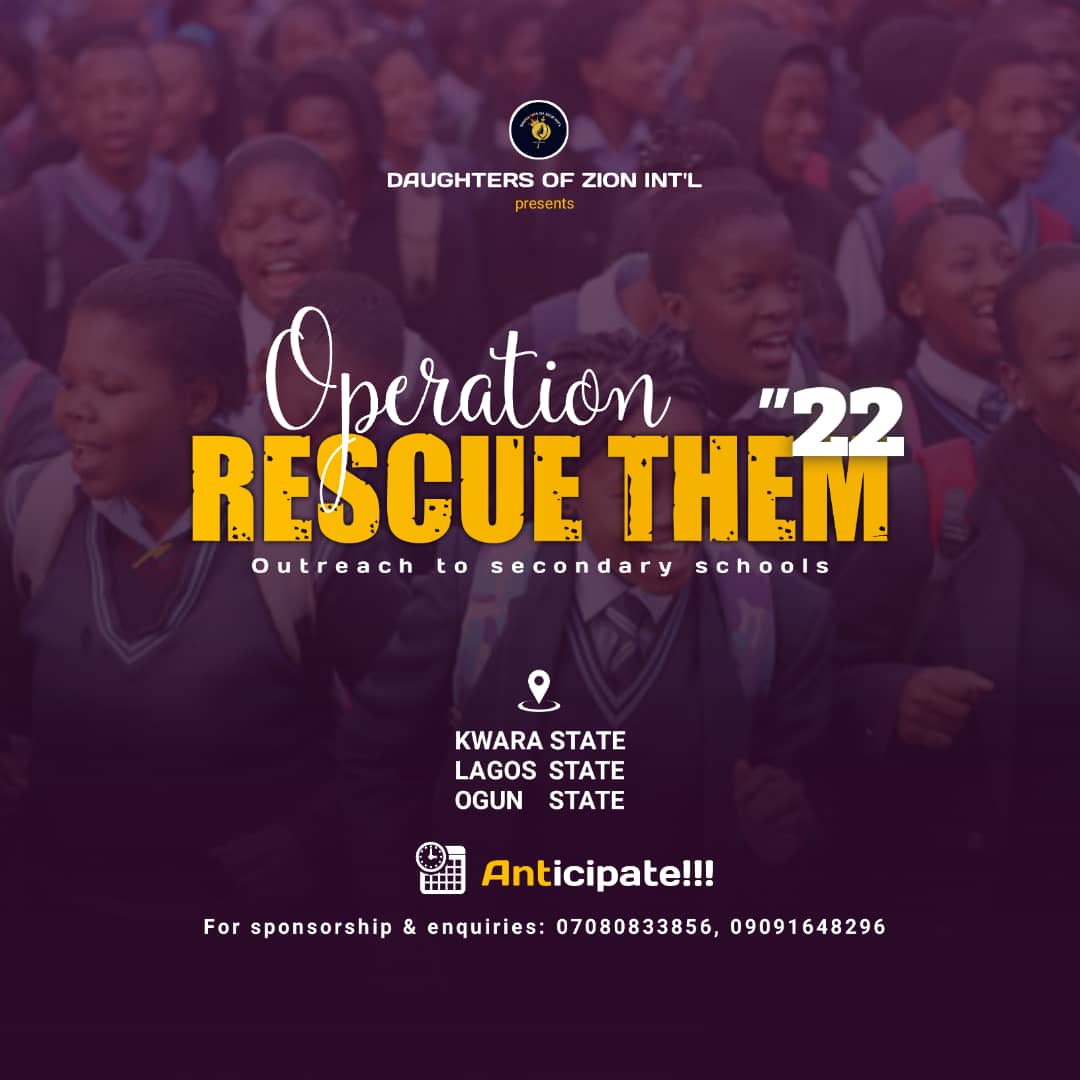 DAUGHTERS OF ZION INT'L
presents
Operation
"22
RESCUE THEM
Outreach to secondary schools
KWARA STATE
LAGOS STATE
OGUN STATE
Anticipate!!!
For sponsorship & enquiries: 07080833856, 09091648296